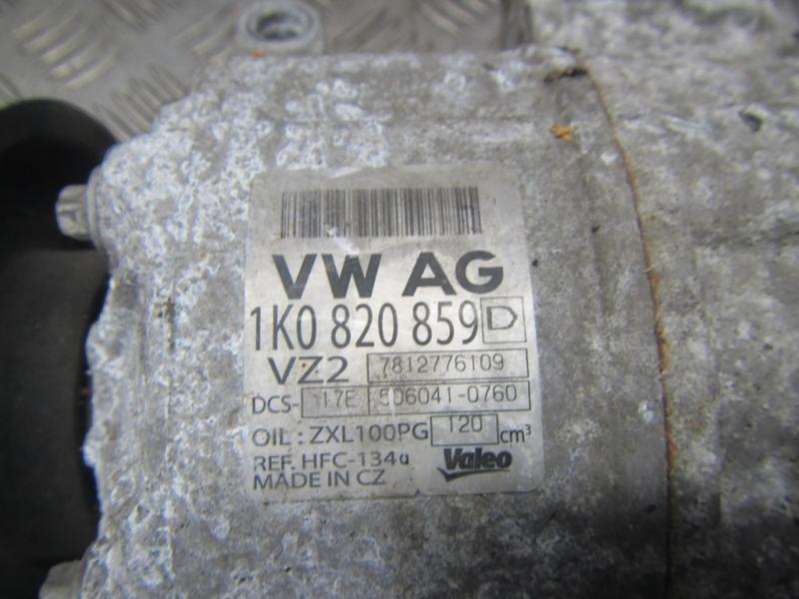 VW AG
1K0 820 859 D
VZ2 7812776109
DCS-117E 506041-0760
OIL : ZXL100PG 120 cm³
REF. HFC-134a
MADE IN CZ
Valeo